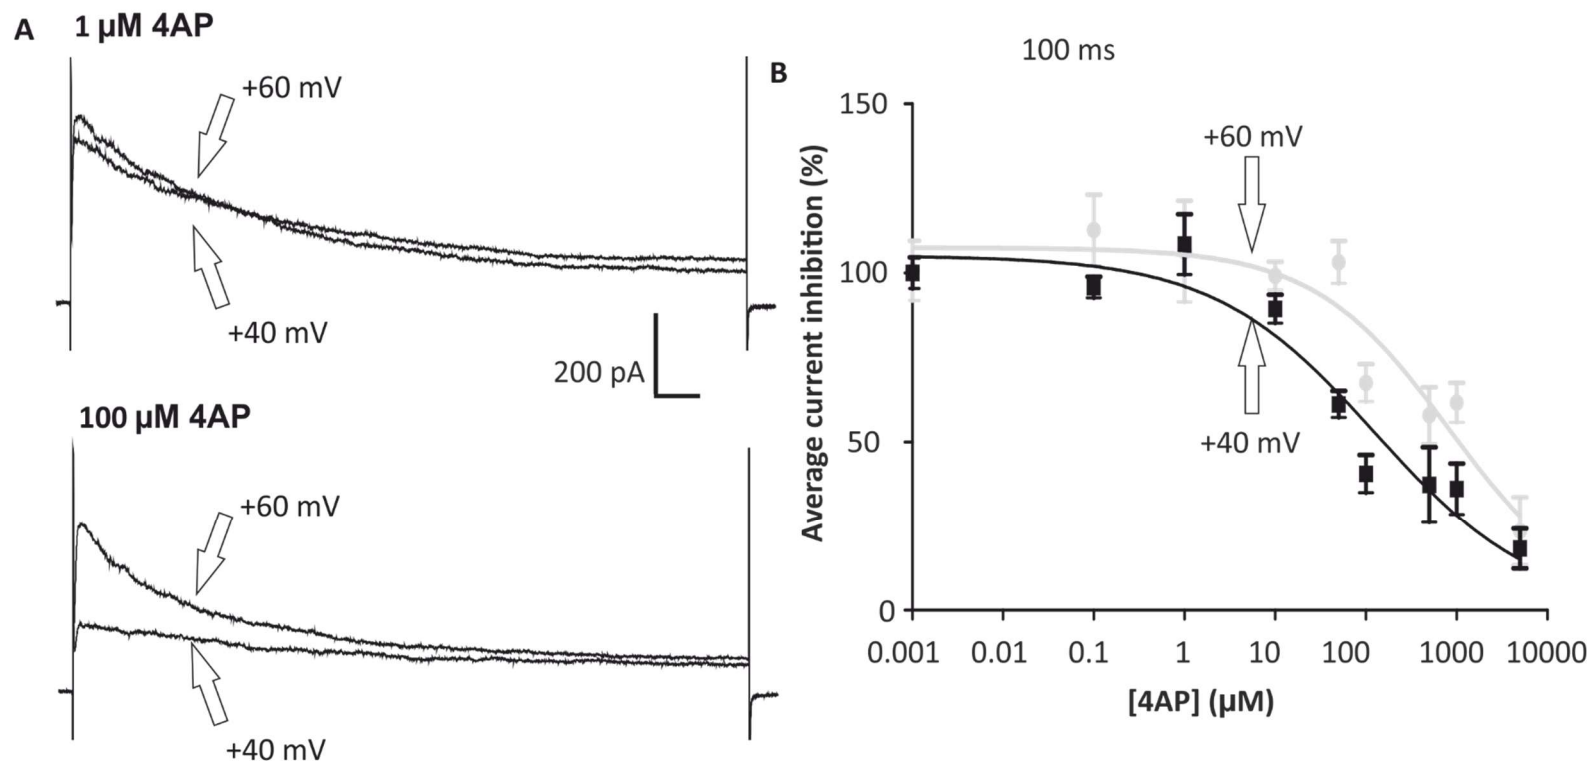 A
1 µM 4AP
+60 mV
+40 mV
200 pA
100 µM 4AP
+60 mV
+40 mV
B
100 ms
Average current inhibition (%)
150
100
50
0
+60 mV
+40 mV
0.001 0.01 0.1 1 10 100 1000 10000
[4AP] (µM)